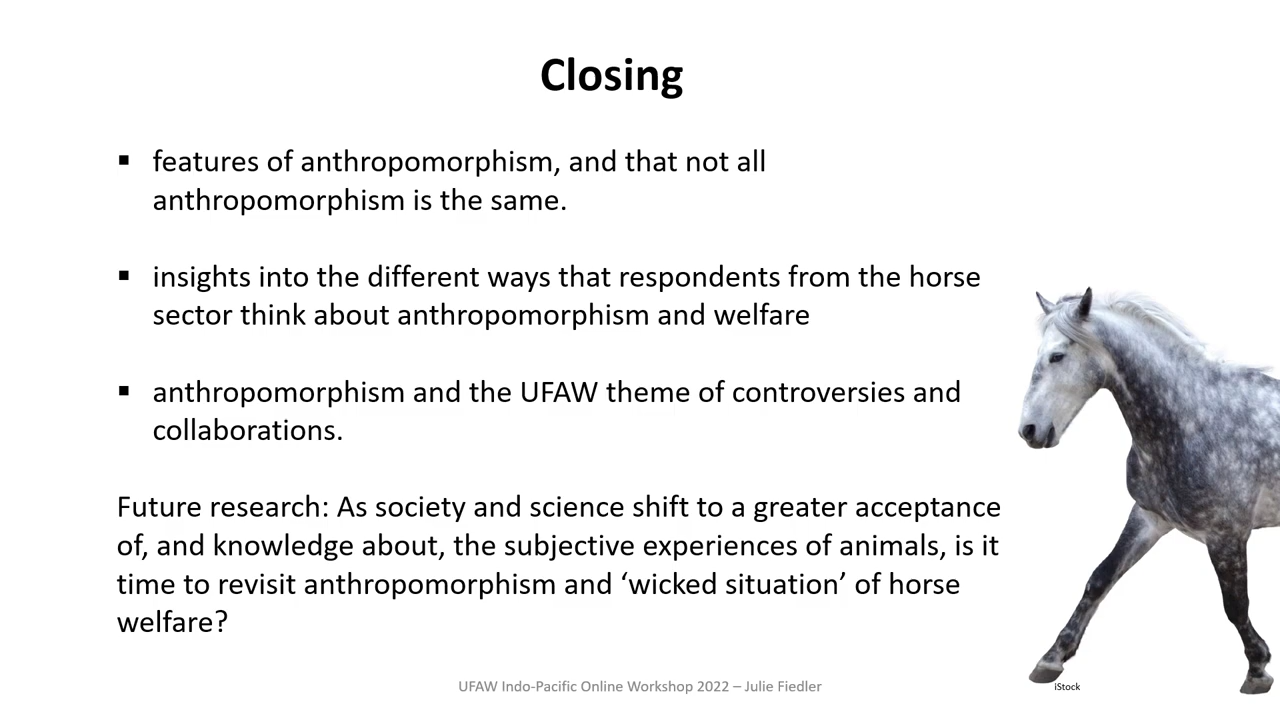 Closing
▪ features of anthropomorphism, and that not all
anthropomorphism is the same.
▪ insights into the different ways that respondents from the horse
sector think about anthropomorphism and welfare
▪ anthropomorphism and the UFAW theme of controversies and
collaborations.
Future research: As society and science shift to a greater acceptance
of, and knowledge about, the subjective experiences of animals, is it
time to revisit anthropomorphism and ‘wicked situation’ of horse
welfare?
UFAW Indo-Pacific Online Workshop 2022 – Julie Fiedler
iStock